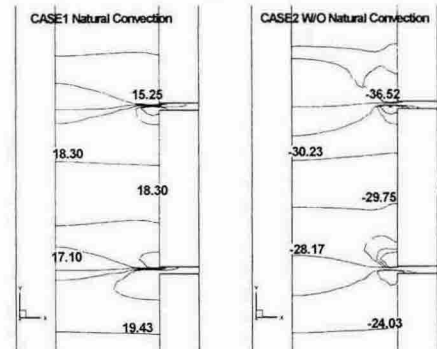 CASE1 Natural Convection
15.25
18.30
18.30
17.10
19.43
Y
X
CASE2 W/O Natural Convection
-36.52
-30.23
-29.75
-28.17
-24.03
Y
X